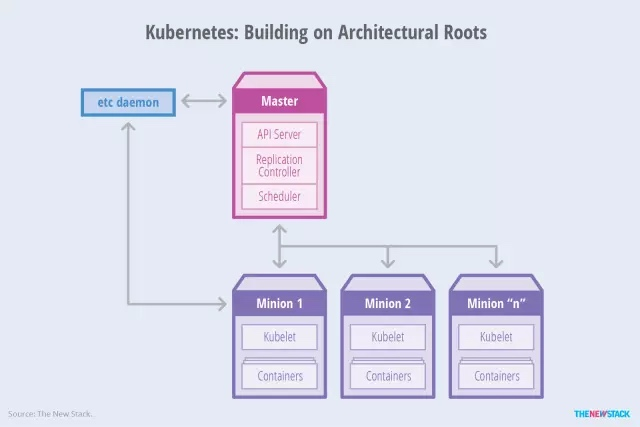 Kubernetes: Building on Architectural Roots
etc daemon
Master
API Server
Replication
Controller
Scheduler
Minion 1
Minion 2
Minion “n”
Kubelet
Kubelet
Kubelet
Containers
Containers
Containers
Source: The New Stack.
THENEWSTACK